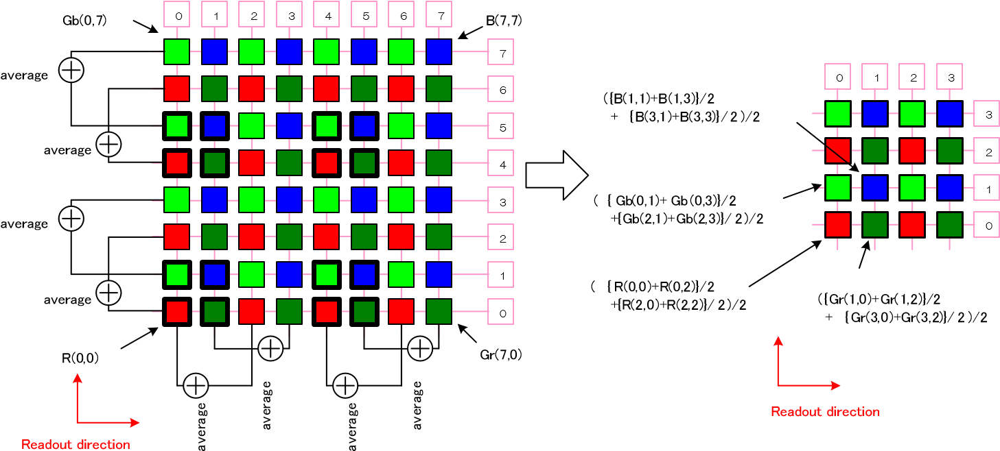 0 1 2 3 4 5 6 7
Gb(0,7)
B(7,7)
7
average
6
5
average
4
3
average
2
1
average
0
R(0,0)
Gr(7,0)
average
average
average
average
Readout direction
0 1 2 3
({B(1,1)+B(1,3)}/2
+ {B(3,1)+B(3,3)}/2)/2
3
2
( { Gb(0,1)+ Gb(0,3)}/2
+{Gb(2,1)+Gb(2,3)}/2)/2
1
0
( {R(0,0)+R(0,2)}/2
+{R(2,0)+R(2,2)}/2)/2
({Gr(1,0)+Gr(1,2)}/2
+ {Gr(3,0)+Gr(3,2)}/2)/2
Readout direction